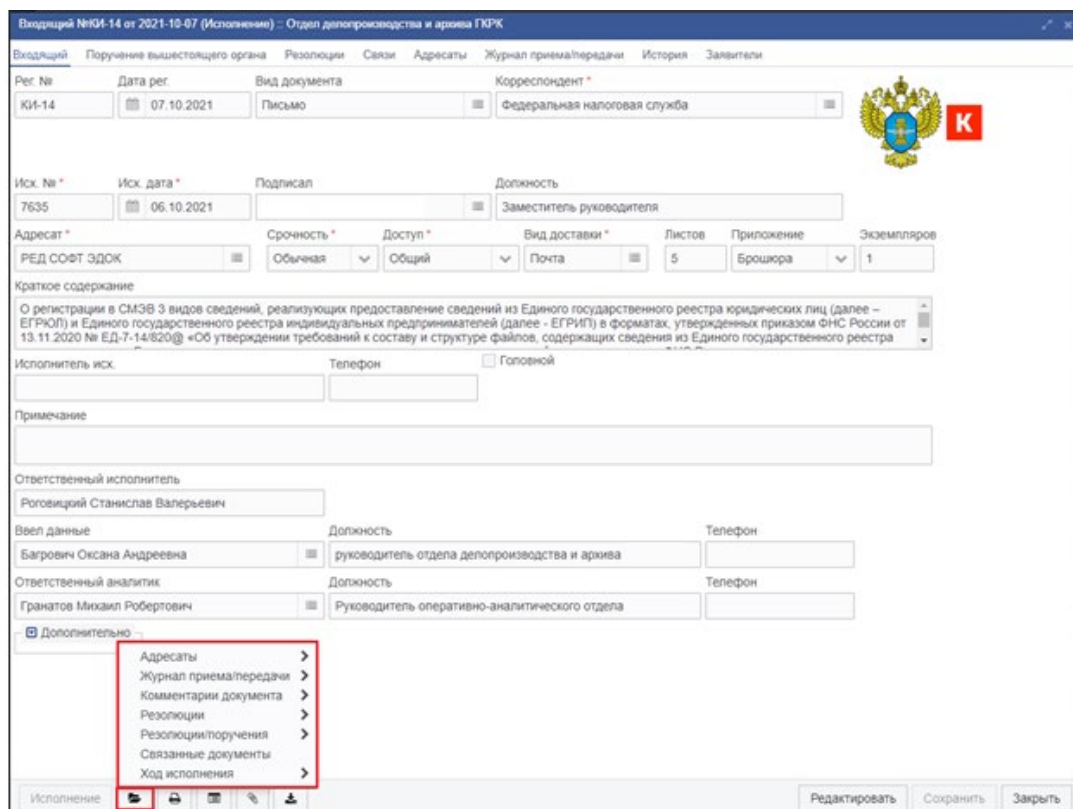 Входящий №КИ-14 от 2021-10-07 (Исполнение) :: Отдел делопроизводства и архива ГКРК
Входящий Поручение вышестоящего органа Резолюции Связи Адресаты Журнал приема/передачи История Заявители
Рег. № Дата рег. Вид документа Корреспондент *
КИ-14 07.10.2021 Письмо Федеральная налоговая служба
К
Исх. № * Исх. дата * Подписал Должность
7635 06.10.2021 Заместитель руководителя
Адресат * Срочность * Доступ * Вид доставки * Листов Приложение Экземпляров
РЕД СОФТ ЭДОК Обычная Общий Почта 5 Брошюра 1
Краткое содержание
О регистрации в СМЭВ 3 видов сведений, реализующих предоставление сведений из Единого государственного реестра юридических лиц (далее –
ЕГРЮЛ) и Единого государственного реестра индивидуальных предпринимателей (далее - ЕГРИП) в форматах, утвержденных приказом ФНС России от
13.11.2020 № ЕД-7-14/820@ «Об утверждении требований к составу и структуре файлов, содержащих сведения из Единого государственного реестра
Исполнитель исх. Телефон Головной
Примечание
Ответственный исполнитель
Роговицкий Станислав Валерьевич
Ввел данные Должность Телефон
Багрович Оксана Андреевна руководитель отдела делопроизводства и архива
Ответственный аналитик Должность Телефон
Гранатов Михаил Робертович Руководитель оперативно-аналитического отдела
Дополнительно
Адресаты
Журнал приема/передачи
Комментарии документа
Резолюции
Резолюции/поручения
Связанные документы
Ход исполнения
Исполнение Редактировать Сохранить Закрыть